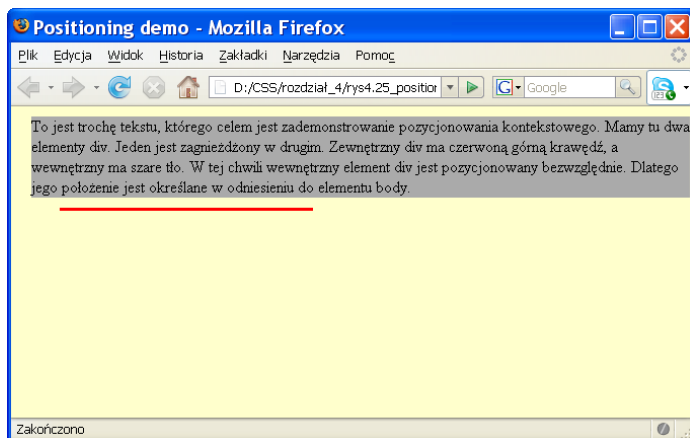 Positioning demo - Mozilla Firefox
Plik Edycja Widok Historia Zakładki Narzędzia Pomoc
D:/CSS/rozdział_4/rys4.25_position G Google
To jest trochę tekstu, którego celem jest zademonstrowanie pozycjonowania kontekstowego. Mamy tu dwa
elementy div. Jeden jest zagnieżdżony w drugim. Zewnętrzny div ma czerwoną górną krawędź, a
wewnętrzny ma szare tło. W tej chwili wewnętrzny element div jest pozycjonowany bezwzględnie. Dlatego
jego położenie jest określane w odniesieniu do elementu body.
Zakończono